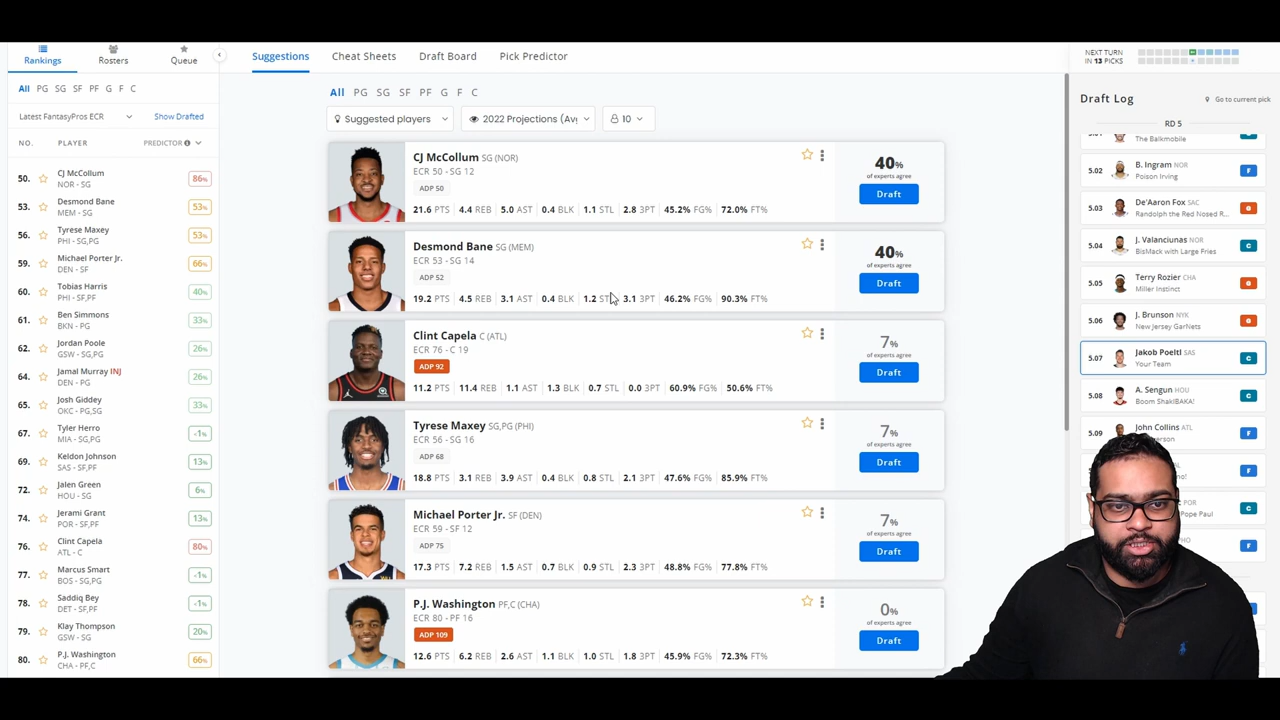 Rankings
Rosters
Queue
All PG SG SF PF G F C
Latest FantasyPros ECR
Show Drafted
NO. PLAYER PREDICTOR
50. CJ McCollum 86%
NOR - SG
53. Desmond Bane 53%
MEM - SG
56. Tyrese Maxey 53%
PHI - SG,PG
59. Michael Porter Jr. 66%
DEN - SF
60. Tobias Harris 40%
PHI - SF,PF
61. Ben Simmons 33%
BKN - PG
62. Jordan Poole 26%
GSW - SG,PG
64. Jamal Murray INJ 26%
DEN - PG
65. Josh Giddey 33%
OKC - PG,SG
67. Tyler Herro <1%
MIA - SG,PG
69. Keldon Johnson 13%
SAS - SF,PF
72. Jalen Green 6%
HOU - SG
74. Jerami Grant 13%
POR - SF,PF
76. Clint Capela 80%
ATL - C
77. Marcus Smart <1%
BOS - SG,PG
78. Saddiq Bey <1%
DET - SF,PF
79. Klay Thompson 20%
GSW - SG
80. P.J. Washington 66%
CHA - PF,C
Suggestions Cheat Sheets Draft Board Pick Predictor
All PG SG SF PF G F C
Suggested players
2022 Projections (Avg
10
CJ McCollum SG (NOR)
ECR 50 - SG 12
ADP 50
21.6 PTS 4.4 REB 5.0 AST 0.4 BLK 1.1 STL 2.8 3PT 45.2% FG% 72.0% FT%
40%
of experts agree
Draft
Desmond Bane SG (MEM)
ECR 53 - SG 14
ADP 52
19.2 PTS 4.5 REB 3.1 AST 0.4 BLK 1.2 3.1 3PT 46.2% FG% 90.3% FT%
40%
of experts agree
Draft
Clint Capela C (ATL)
ECR 76 - C 19
ADP 92
11.2 PTS 11.4 REB 1.1 AST 1.3 BLK 0.7 STL 0.0 3PT 60.9% FG% 50.6% FT%
7%
of experts agree
Draft
Tyrese Maxey SG,PG (PHI)
ECR 56 - SG 16
ADP 68
18.8 PTS 3.1 REB 3.9 AST 0.4 BLK 0.8 STL 2.1 3PT 47.6% FG% 85.9% FT%
7%
of experts agree
Draft
Michael Porter Jr. SF (DEN)
ECR 59 - SF 12
ADP 75
17.3 PTS 7.2 REB 1.5 AST 0.7 BLK 0.9 STL 2.3 3PT 48.8% FG% 77.8% FT%
7%
of experts agree
Draft
P.J. Washington PF,C (CHA)
ECR 80 - PF 16
ADP 109
12.6 PTS 6.2 REB 2.6 AST 1.1 BLK 1.0 STL 1.8 3PT 45.9% FG% 72.3% FT%
0%
of experts agree
Draft
NEXT TURN
IN 13 PICKS
Draft Log
Go to current pick
RD 5
The Balkmobile
5.02 B. Ingram NOR F
Poison Irving
5.03 De'Aaron Fox SAC G
Randolph the Red Nosed R...
5.04 J. Valanciunas NOR C
BisMack with Large Fries
5.05 Terry Rozier CHA G
Miller Instinct
5.06 J. Brunson NYK G
New Jersey GarNets
5.07 Jakob Poeltl SAS C
Your Team
5.08 A. Sengun HOU C
Boom ShakIBAKA!
5.09 John Collins ATL F
F
POR C
Pope Paul
F